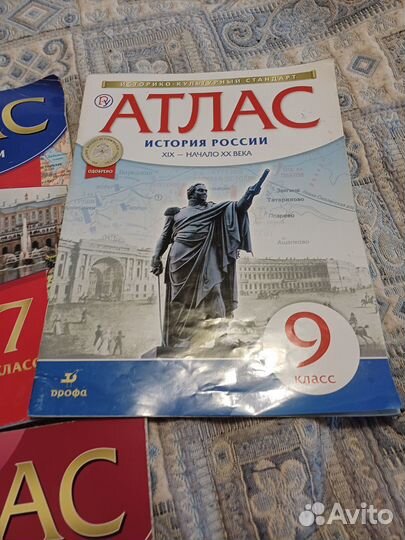 ИСТОРИКО-КУЛЬТУРНЫЙ СТАНДАРТ
АТЛАС
ИСТОРИЯ РОССИИ
XIX — НАЧАЛО XX ВЕКА
ОДОБРЕНО
Татариново
Псарево
9
КЛАСС
ДРОФА
АС
И
7
КЛАСС
АС
Avito